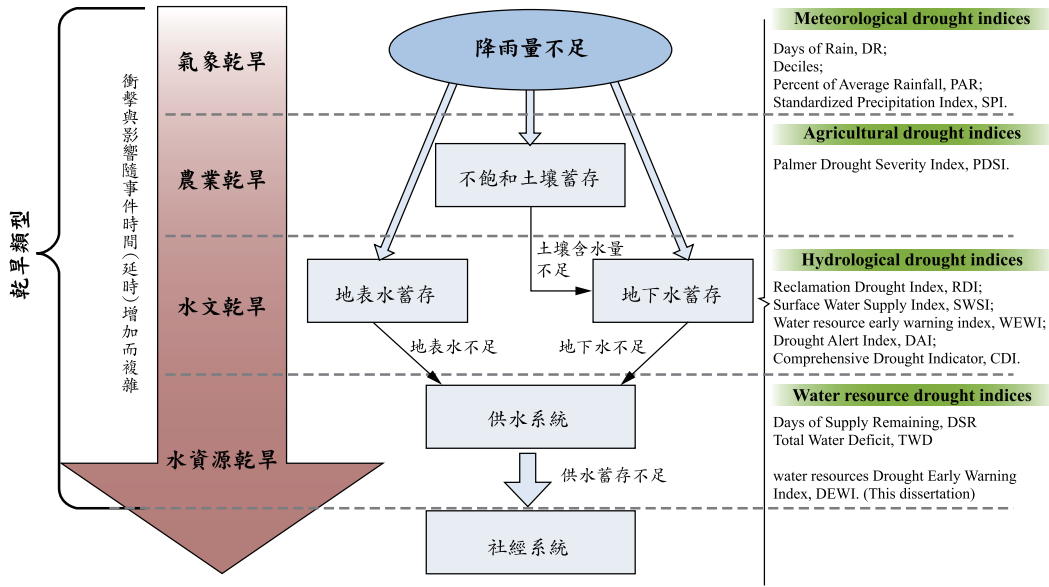 乾旱類型
衝擊與影響隨事件時間(延時)增加而複雜
氣象乾旱
農業乾旱
水文乾旱
水資源乾旱
降雨量不足
不飽和土壤蓄存
土壤含水量
不足
地表水蓄存
地下水蓄存
地表水不足
地下水不足
供水系統
供水蓄存不足
社經系統
Meteorological drought indices
Days of Rain, DR;
Deciles;
Percent of Average Rainfall, PAR;
Standardized Precipitation Index, SPI.
Agricultural drought indices
Palmer Drought Severity Index, PDSI.
Hydrological drought indices
Reclamation Drought Index, RDI;
Surface Water Supply Index, SWSI;
Water resource early warning index, WEWI;
Drought Alert Index, DAI;
Comprehensive Drought Indicator, CDI.
Water resource drought indices
Days of Supply Remaining, DSR
Total Water Deficit, TWD
water resources Drought Early Warning
Index, DEWI. (This dissertation)